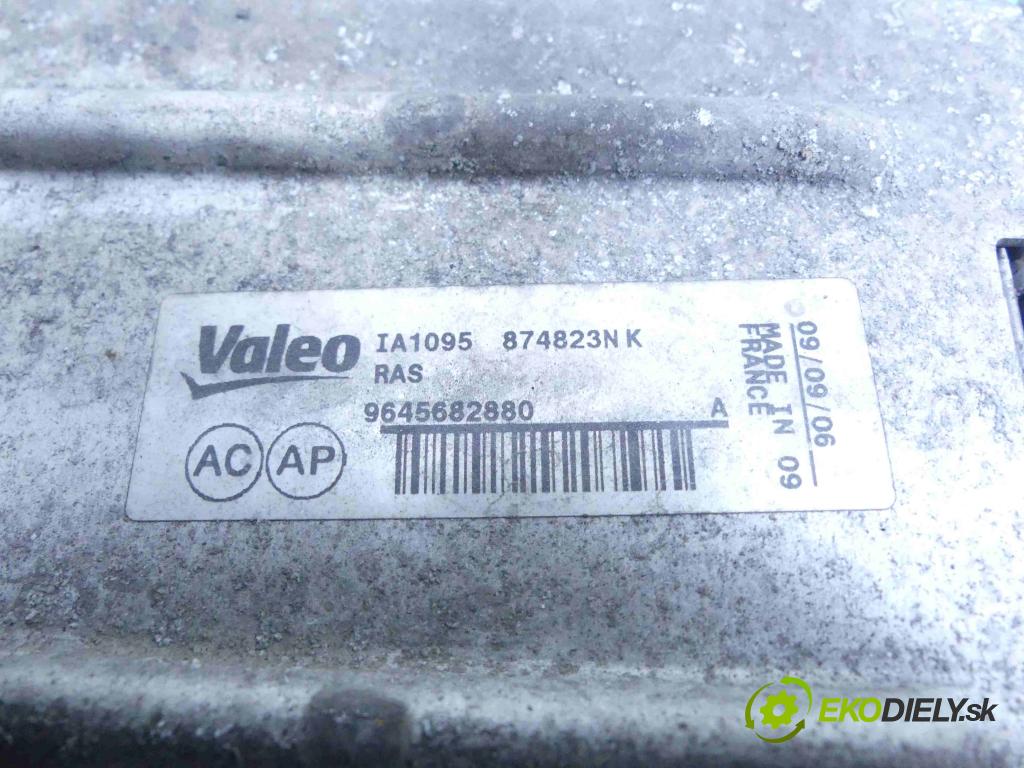 Valeo IA1095 874823N K
RAS
9645682880 A
AC AP
09/09/06
MADE IN 09
FRANCE
EKODIELY.sk